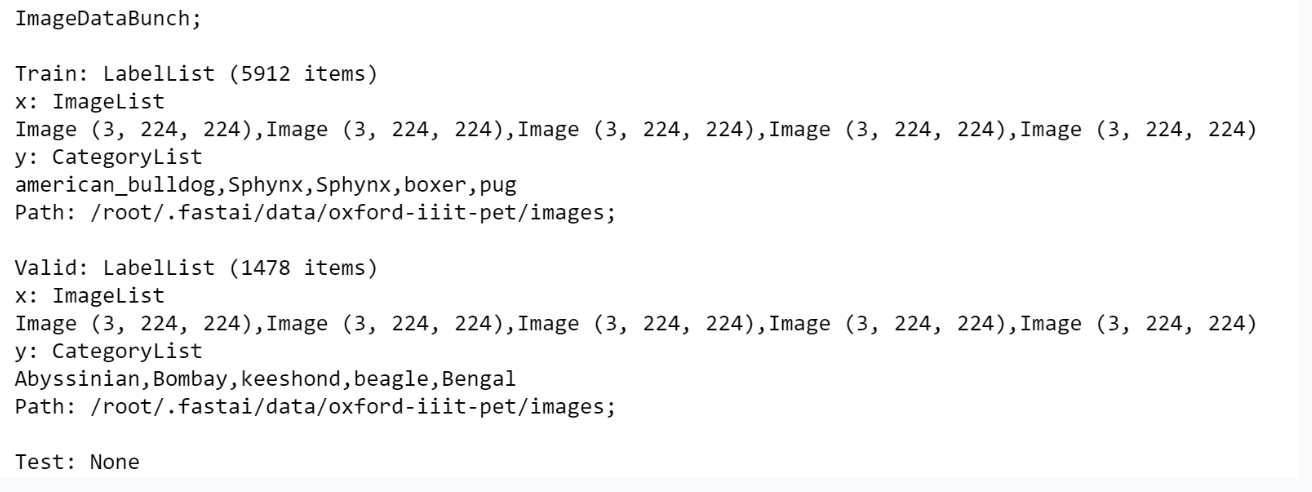 ImageDataBunch;
Train: LabelList (5912 items)
x: ImageList
Image (3, 224, 224),Image (3, 224, 224),Image (3, 224, 224),Image (3, 224, 224),Image (3, 224, 224)
y: CategoryList
american_bulldog,Sphynx,Sphynx,boxer,pug
Path: /root/.fastai/data/oxford-iiit-pet/images;
Valid: LabelList (1478 items)
x: ImageList
Image (3, 224, 224),Image (3, 224, 224),Image (3, 224, 224),Image (3, 224, 224),Image (3, 224, 224)
y: CategoryList
Abyssinian,Bombay,keeshond,beagle,Bengal
Path: /root/.fastai/data/oxford-iiit-pet/images;
Test: None